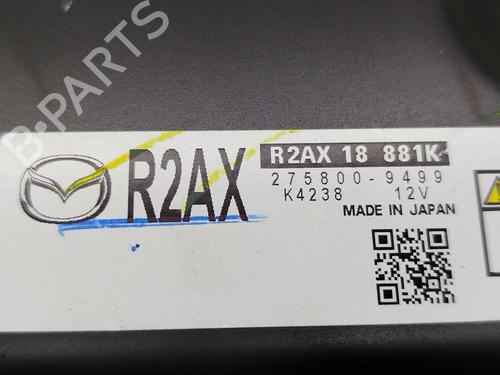 B-PARTS
R2AX
R2AX 18 881K
275800-9499
K4238 12V
MADE IN JAPAN